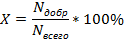 X = N_добр / N_всего * 100%